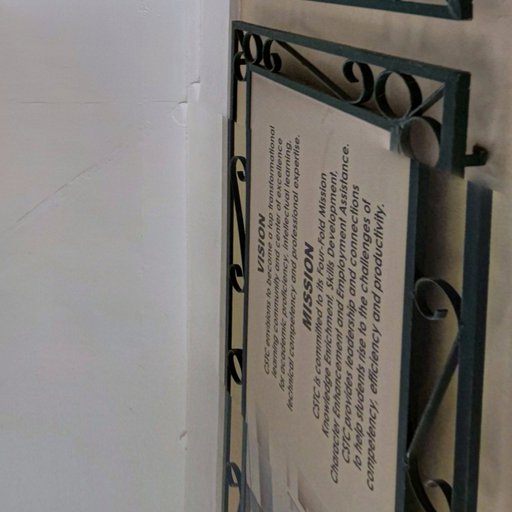 VISION
CSTC envisions to become a top transformational
learning community and center of excellence
for academic proficiency, intellectual learning,
technical competency and professional expertise.
MISSION
CSTC is committed to its Four-Fold Mission
Knowledge Enrichment, Skills Development,
Character Enhancement and Employment Assistance.
CSTC provides leadership and connections
to help students rise to the challenges of
competency, efficiency and productivity.